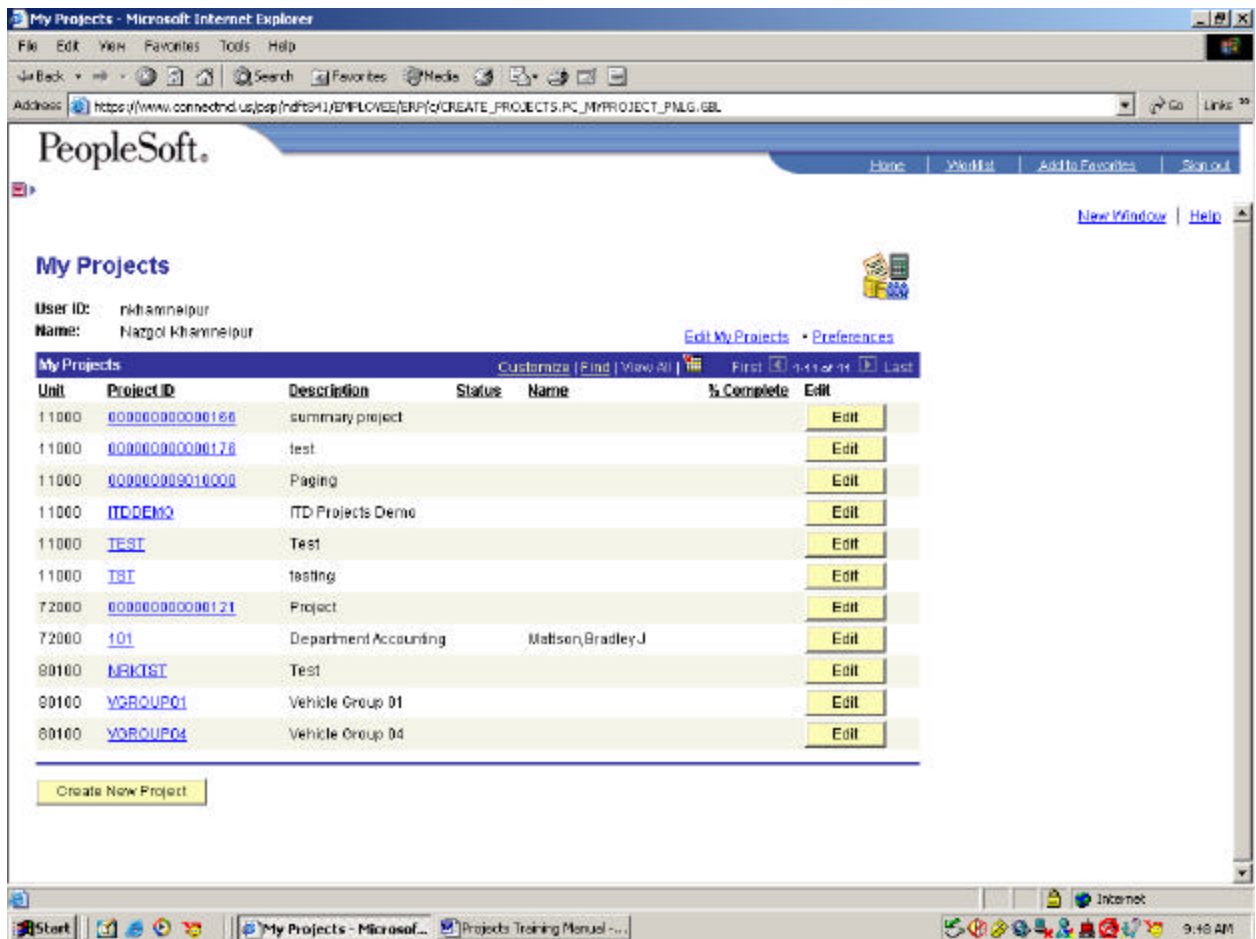 My Projects - Microsoft Internet Explorer
File Edit View Favorites Tools Help
Back Search Favorites Media
Address https://www.connectnd.us/psp/ndft841/EMPLOYEE/ERP/c/CREATE_PROJECTS.PC_MYPROJECT_PNLG.GBL Go Links »
PeopleSoft.
Home Worklist Add to Favorites Sign out
New Window | Help
My Projects
User ID: nkhamneipur
Name: Nazgol Khamneipur
Edit My Projects • Preferences
My Projects Customize | Find | View All | First 1-11 of 11 Last
Unit Project ID Description Status Name % Complete Edit
11000 000000000000166 summary project Edit
11000 000000000000176 test Edit
11000 000000009010000 Paging Edit
11000 ITDDEMO ITD Projects Demo Edit
11000 TEST Test Edit
11000 TST testing Edit
72000 000000000000121 Project Edit
72000 101 Department Accounting Mattson,Bradley J Edit
80100 NRKTST Test Edit
80100 VGROUP01 Vehicle Group 01 Edit
80100 VGROUP04 Vehicle Group 04 Edit
Create New Project
Internet
Start My Projects - Microsof... Projects Training Manual -... 9:48 AM